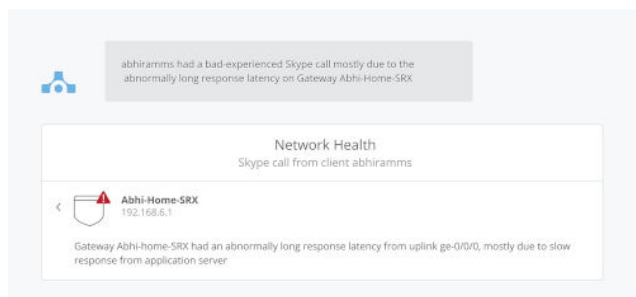 abhiramms had a bad-experienced Skype call mostly due to the
abnormally long response latency on Gateway Abhi-Home-SRX
Network Health
Skype call from client abhiramms
Abhi-Home-SRX
192.168.6.1
Gateway Abhi-home-SRX had an abnormally long response latency from uplink ge-0/0/0, mostly due to slow
response from application server